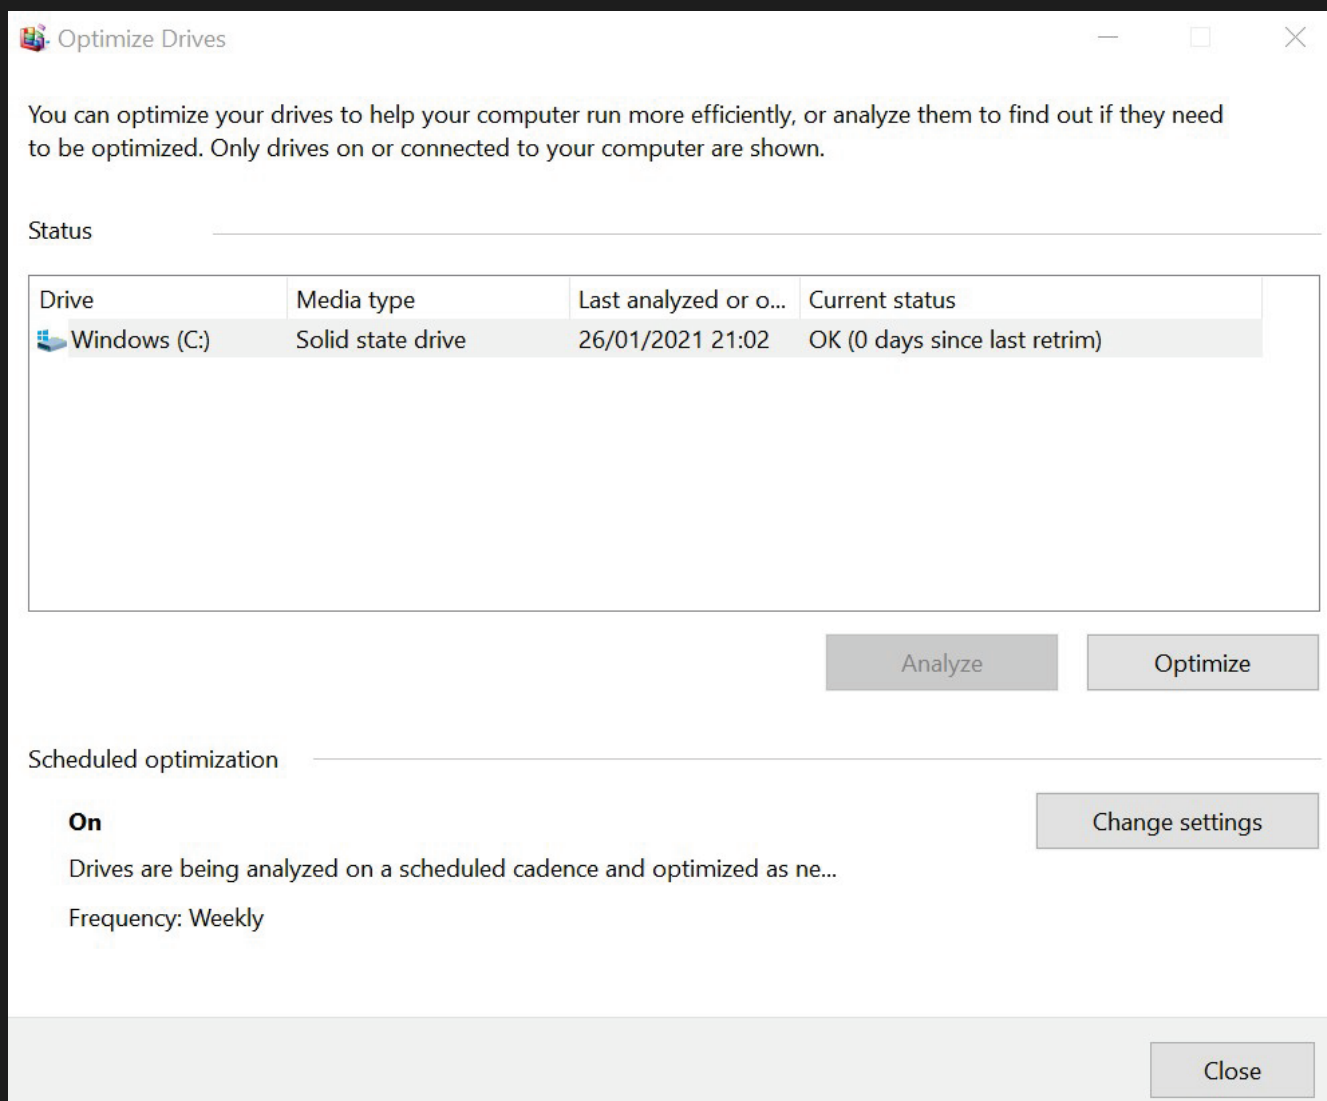 Optimize Drives
You can optimize your drives to help your computer run more efficiently, or analyze them to find out if they need
to be optimized. Only drives on or connected to your computer are shown.
Status
Drive Media type Last analyzed or o... Current status
Windows (C:) Solid state drive 26/01/2021 21:02 OK (0 days since last retrim)
Analyze Optimize
Scheduled optimization
On
Change settings
Drives are being analyzed on a scheduled cadence and optimized as ne...
Frequency: Weekly
Close